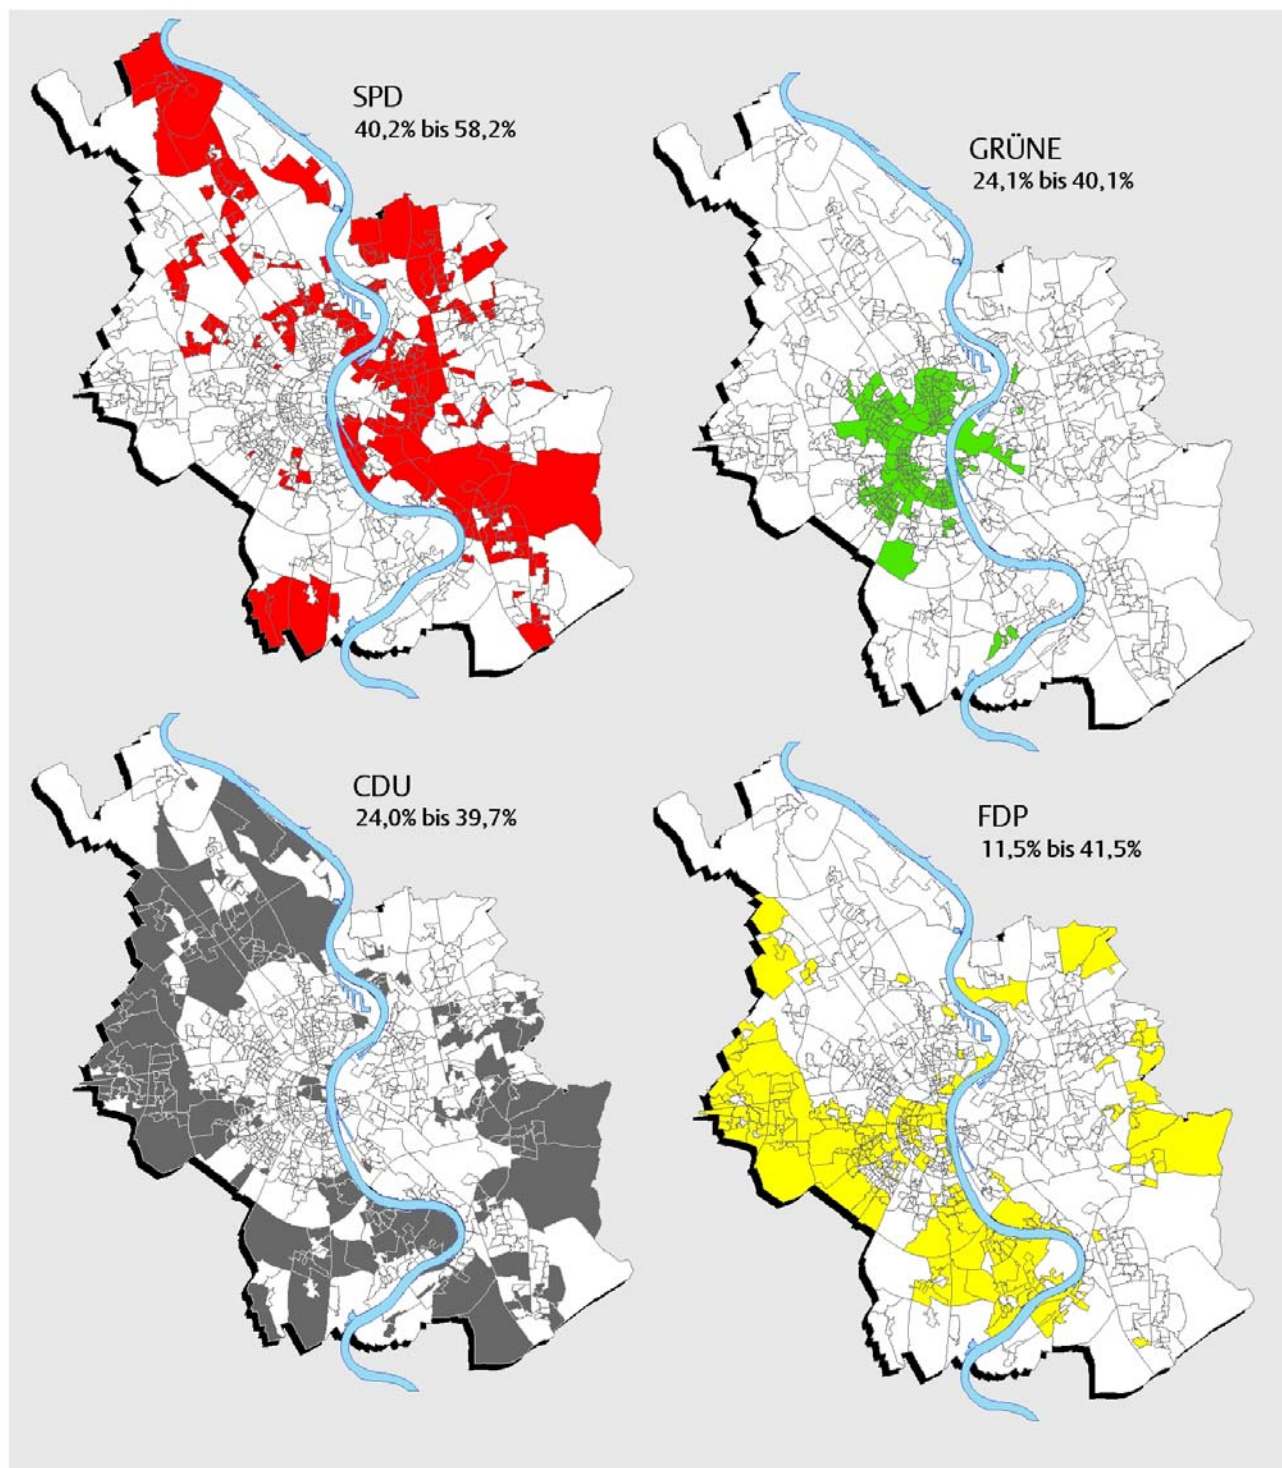 SPD
40,2% bis 58,2%
GRÜNE
24,1% bis 40,1%
CDU
24,0% bis 39,7%
FDP
11,5% bis 41,5%